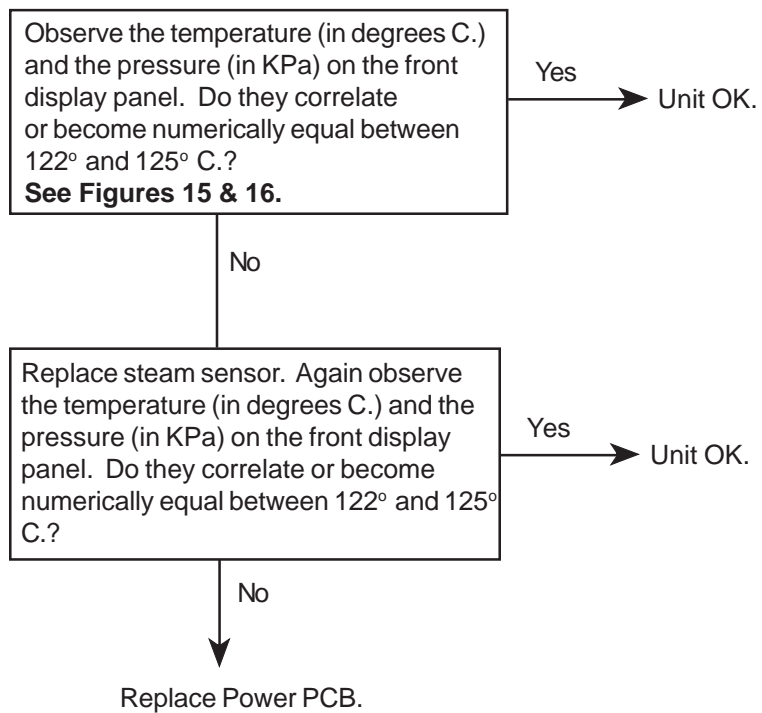 Observe the temperature (in degrees C.)
and the pressure (in KPa) on the front
display panel.  Do they correlate
or become numerically equal between
122° and 125° C.?
See Figures 15 & 16.
Yes
Unit OK.
No
Replace steam sensor.  Again observe
the temperature (in degrees C.) and the
pressure (in KPa) on the front display
panel.  Do they correlate or become
numerically equal between 122° and 125°
C.?
Yes
Unit OK.
No
Replace Power PCB.